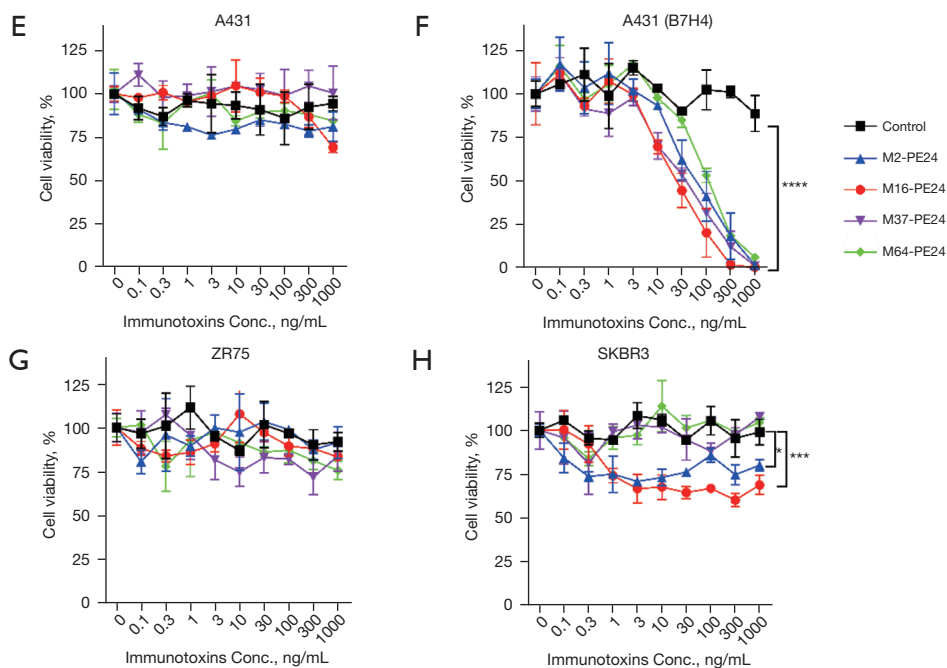 E
A431
Cell viability, %
125
100
75
50
25
0
0 0.1 0.3 1 3 10 30 100 300 1000
Immunotoxins Conc., ng/mL
F
A431 (B7H4)
Cell viability, %
125
100
75
50
25
0
0 0.1 0.3 1 3 10 30 100 300 1000
Immunotoxins Conc., ng/mL
****
Control
M2-PE24
M16-PE24
M37-PE24
M64-PE24
G
ZR75
Cell viability, %
125
100
75
50
25
0
0 0.1 0.3 1 3 10 30 100 300 1000
Immunotoxins Conc., ng/mL
H
SKBR3
Cell viability, %
125
100
75
50
25
0
0 0.1 0.3 1 3 10 30 100 300 1000
Immunotoxins Conc., ng/mL
*
***